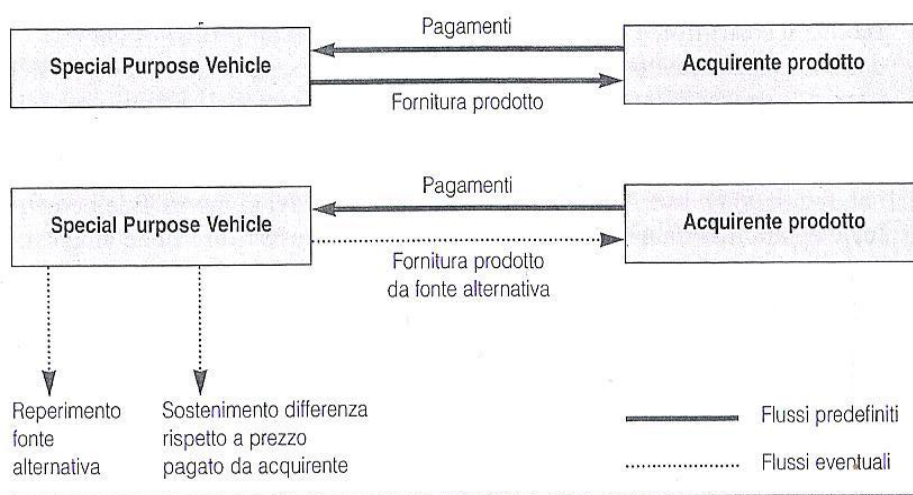 Pagamenti
Special Purpose Vehicle
Acquirente prodotto
Fornitura prodotto
Pagamenti
Special Purpose Vehicle
Acquirente prodotto
Fornitura prodotto
da fonte alternativa
Reperimento
fonte
alternativa
Sostenimento differenza
rispetto a prezzo
pagato da acquirente
Flussi predefiniti
Flussi eventuali